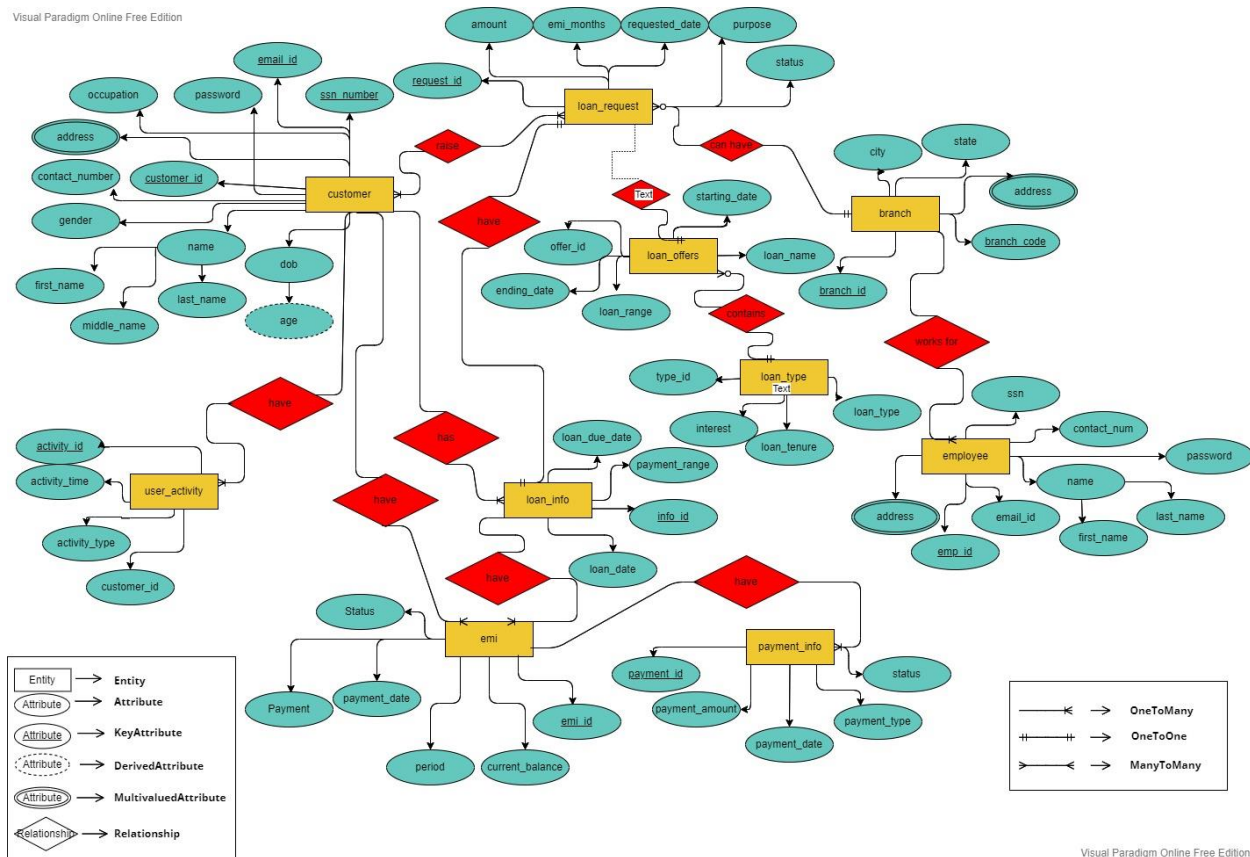 Visual Paradigm Online Free Edition
amount
emi_months
requested_date
purpose
email_id
request_id
status
occupation
password
ssn_number
loan_request
address
raise
can have
city
state
contact_number
customer_id
customer
Text
starting_date
address
gender
name
have
branch
offer_id
loan_offers
loan_name
branch_code
first_name
last_name
dob
ending_date
branch_id
middle_name
age
loan_range
contains
works for
type_id
loan_type
Text
ssn
have
interest
loan_type
contact_num
activity_id
has
loan_due_date
loan_tenure
employee
password
activity_time
user_activity
have
loan_info
payment_range
name
info_id
address
email_id
last_name
activity_type
emp_id
first_name
customer_id
have
loan_date
have
Status
emi
payment_info
payment_id
status
Payment
payment_date
emi_id
payment_amount
payment_type
period
current_balance
payment_date
Entity Entity
Attribute Attribute
Attribute KeyAttribute
Attribute DerivedAttribute
Attribute MultivaluedAttribute
Relationship Relationship
OneToMany
OneToOne
ManyToMany
Visual Paradigm Online Free Edition